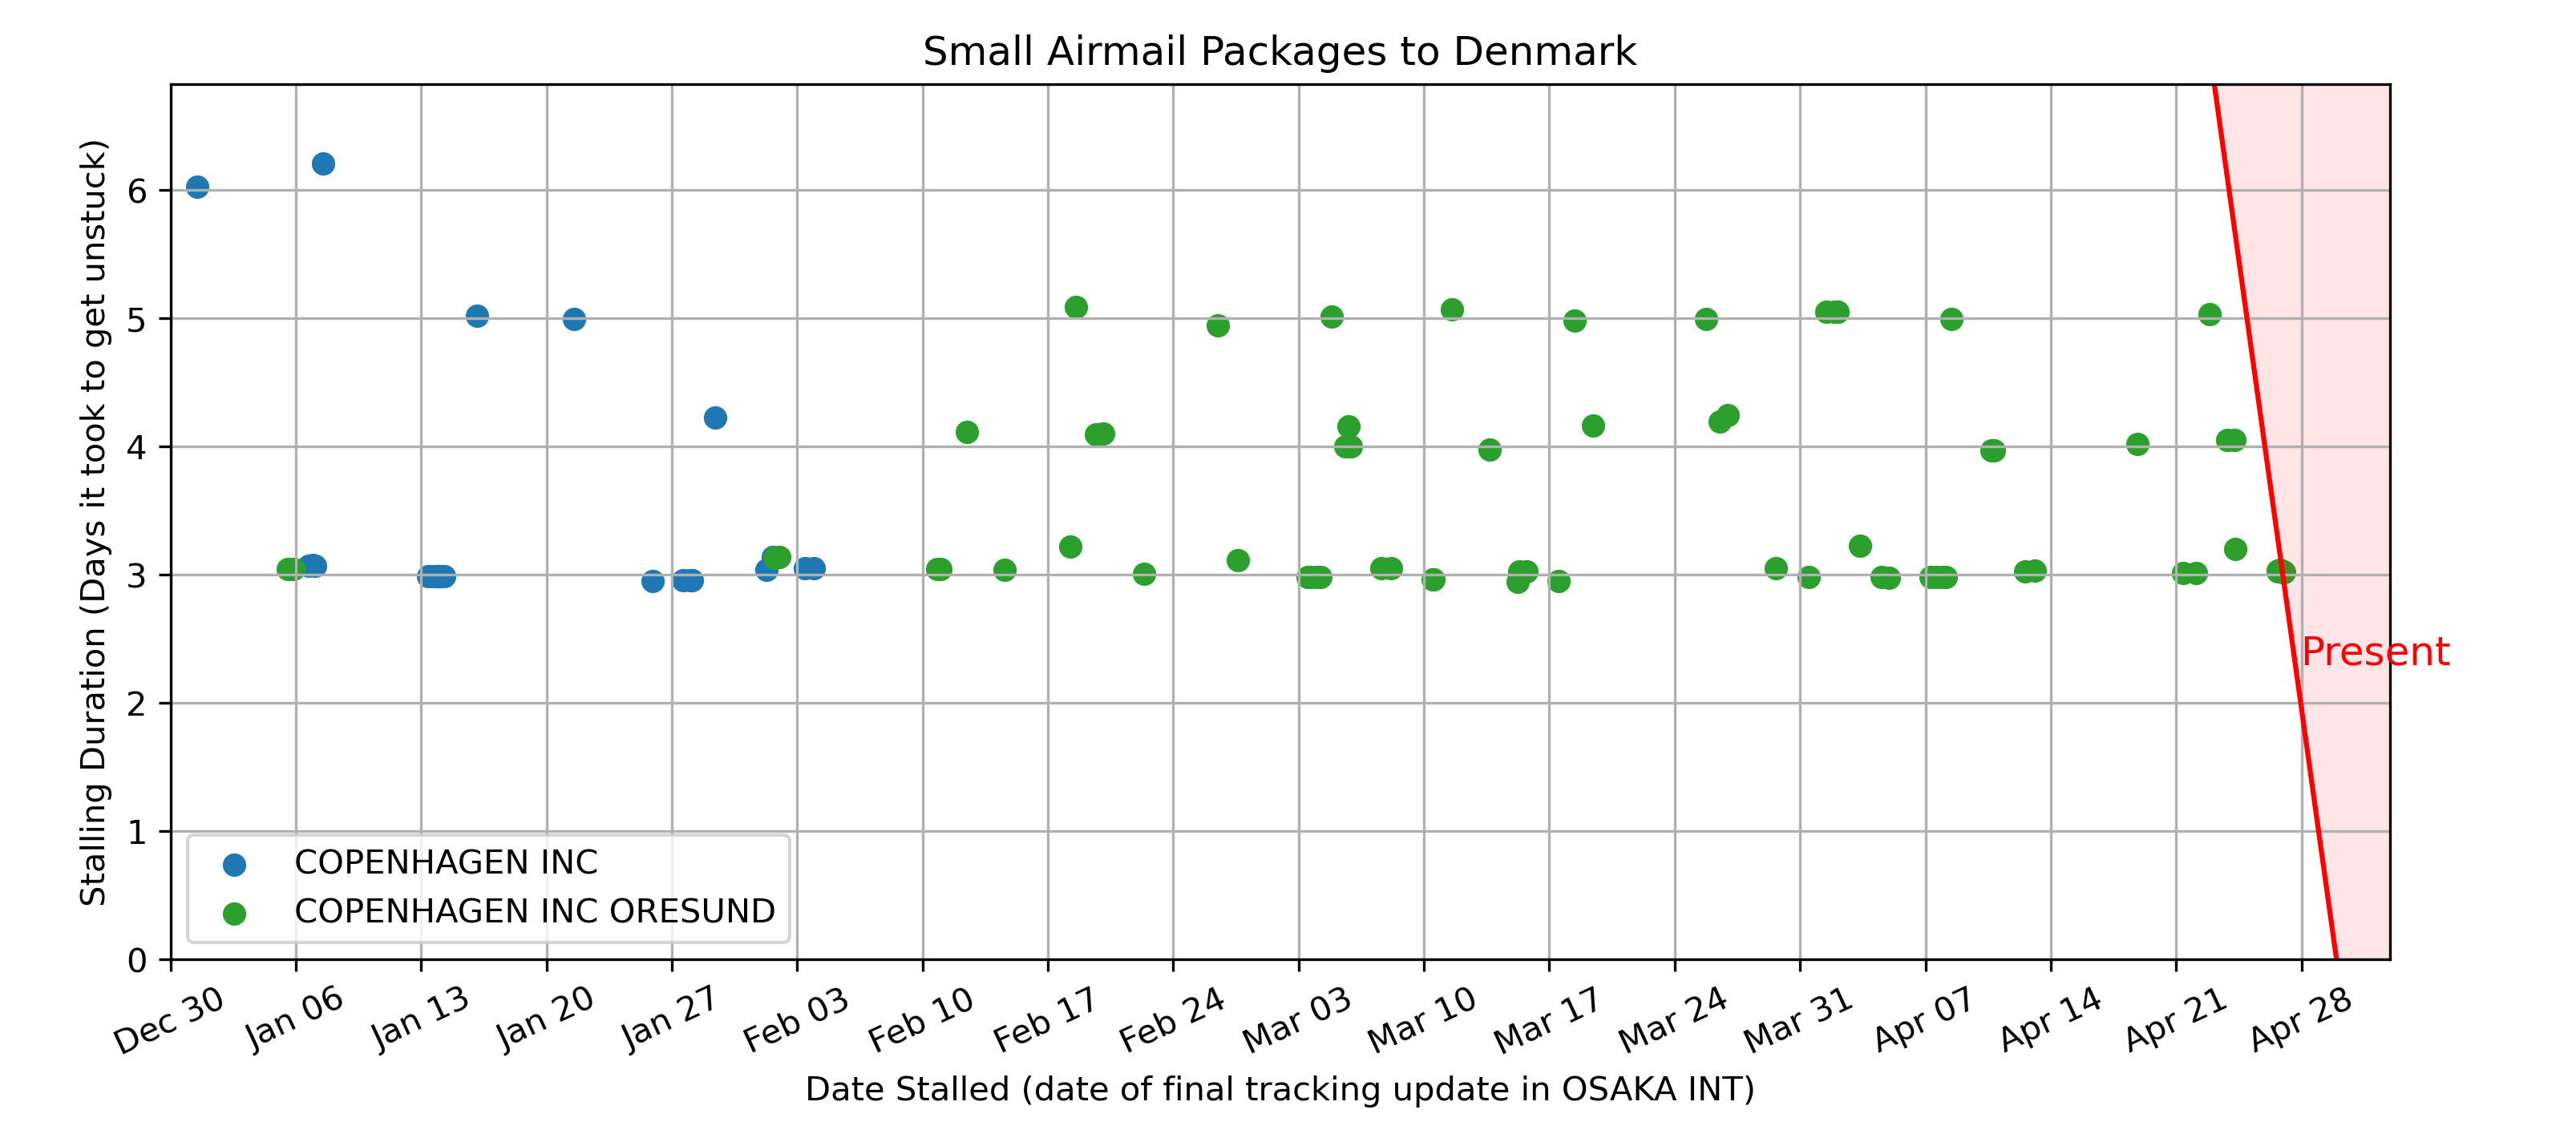 Small Airmail Packages to Denmark
Stalling Duration (Days it took to get unstuck)
6
5
4
3
2
1
0
Present
COPENHAGEN INC
COPENHAGEN INC ORESUND
Dec 30
Jan 06
Jan 13
Jan 20
Jan 27
Feb 03
Feb 10
Feb 17
Feb 24
Mar 03
Mar 10
Mar 17
Mar 24
Mar 31
Apr 07
Apr 14
Apr 21
Apr 28
Date Stalled (date of final tracking update in OSAKA INT)